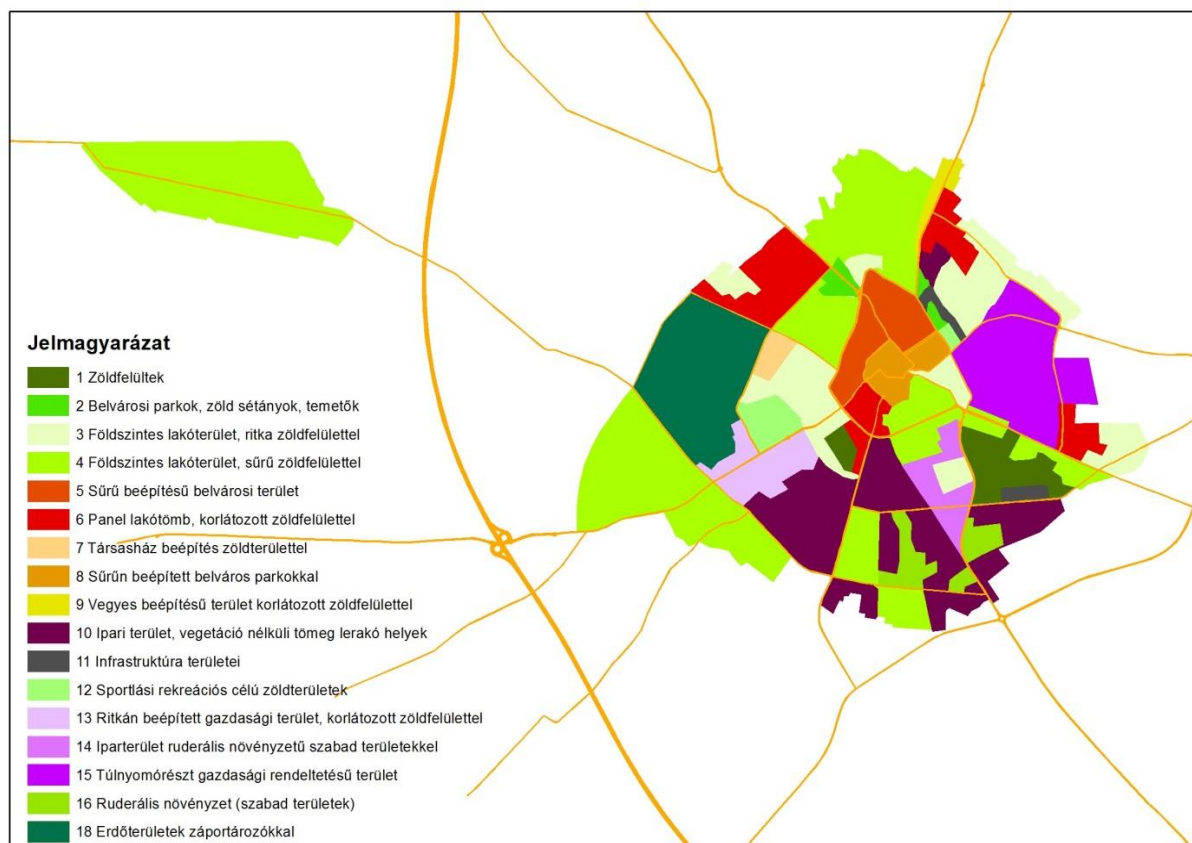 Jelmagyarázat
1 Zöldfelültek
2 Belvárosi parkok, zöld sétányok, temetők
3 Földszintes lakóterület, ritka zöldfelülettel
4 Földszintes lakóterület, sűrű zöldfelülettel
5 Sűrű beépítésű belvárosi terület
6 Panel lakótömb, korlátozott zöldfelülettel
7 Társasház beépítés zöldterülettel
8 Sűrűn beépített belváros parkokkal
9 Vegyes beépítésű terület korlátozott zöldfelülettel
10 Ipari terület, vegetáció nélküli tömeg lerakó helyek
11 Infrastruktúra területei
12 Sportlási rekreációs célú zöldterületek
13 Ritkán beépített gazdasági terület, korlátozott zöldfelülettel
14 Iparterület ruderális növényzetű szabad területekkel
15 Túlnyomórészt gazdasági rendeltetésű terület
16 Ruderális növényzet (szabad területek)
18 Erdőterületek záportározókkal